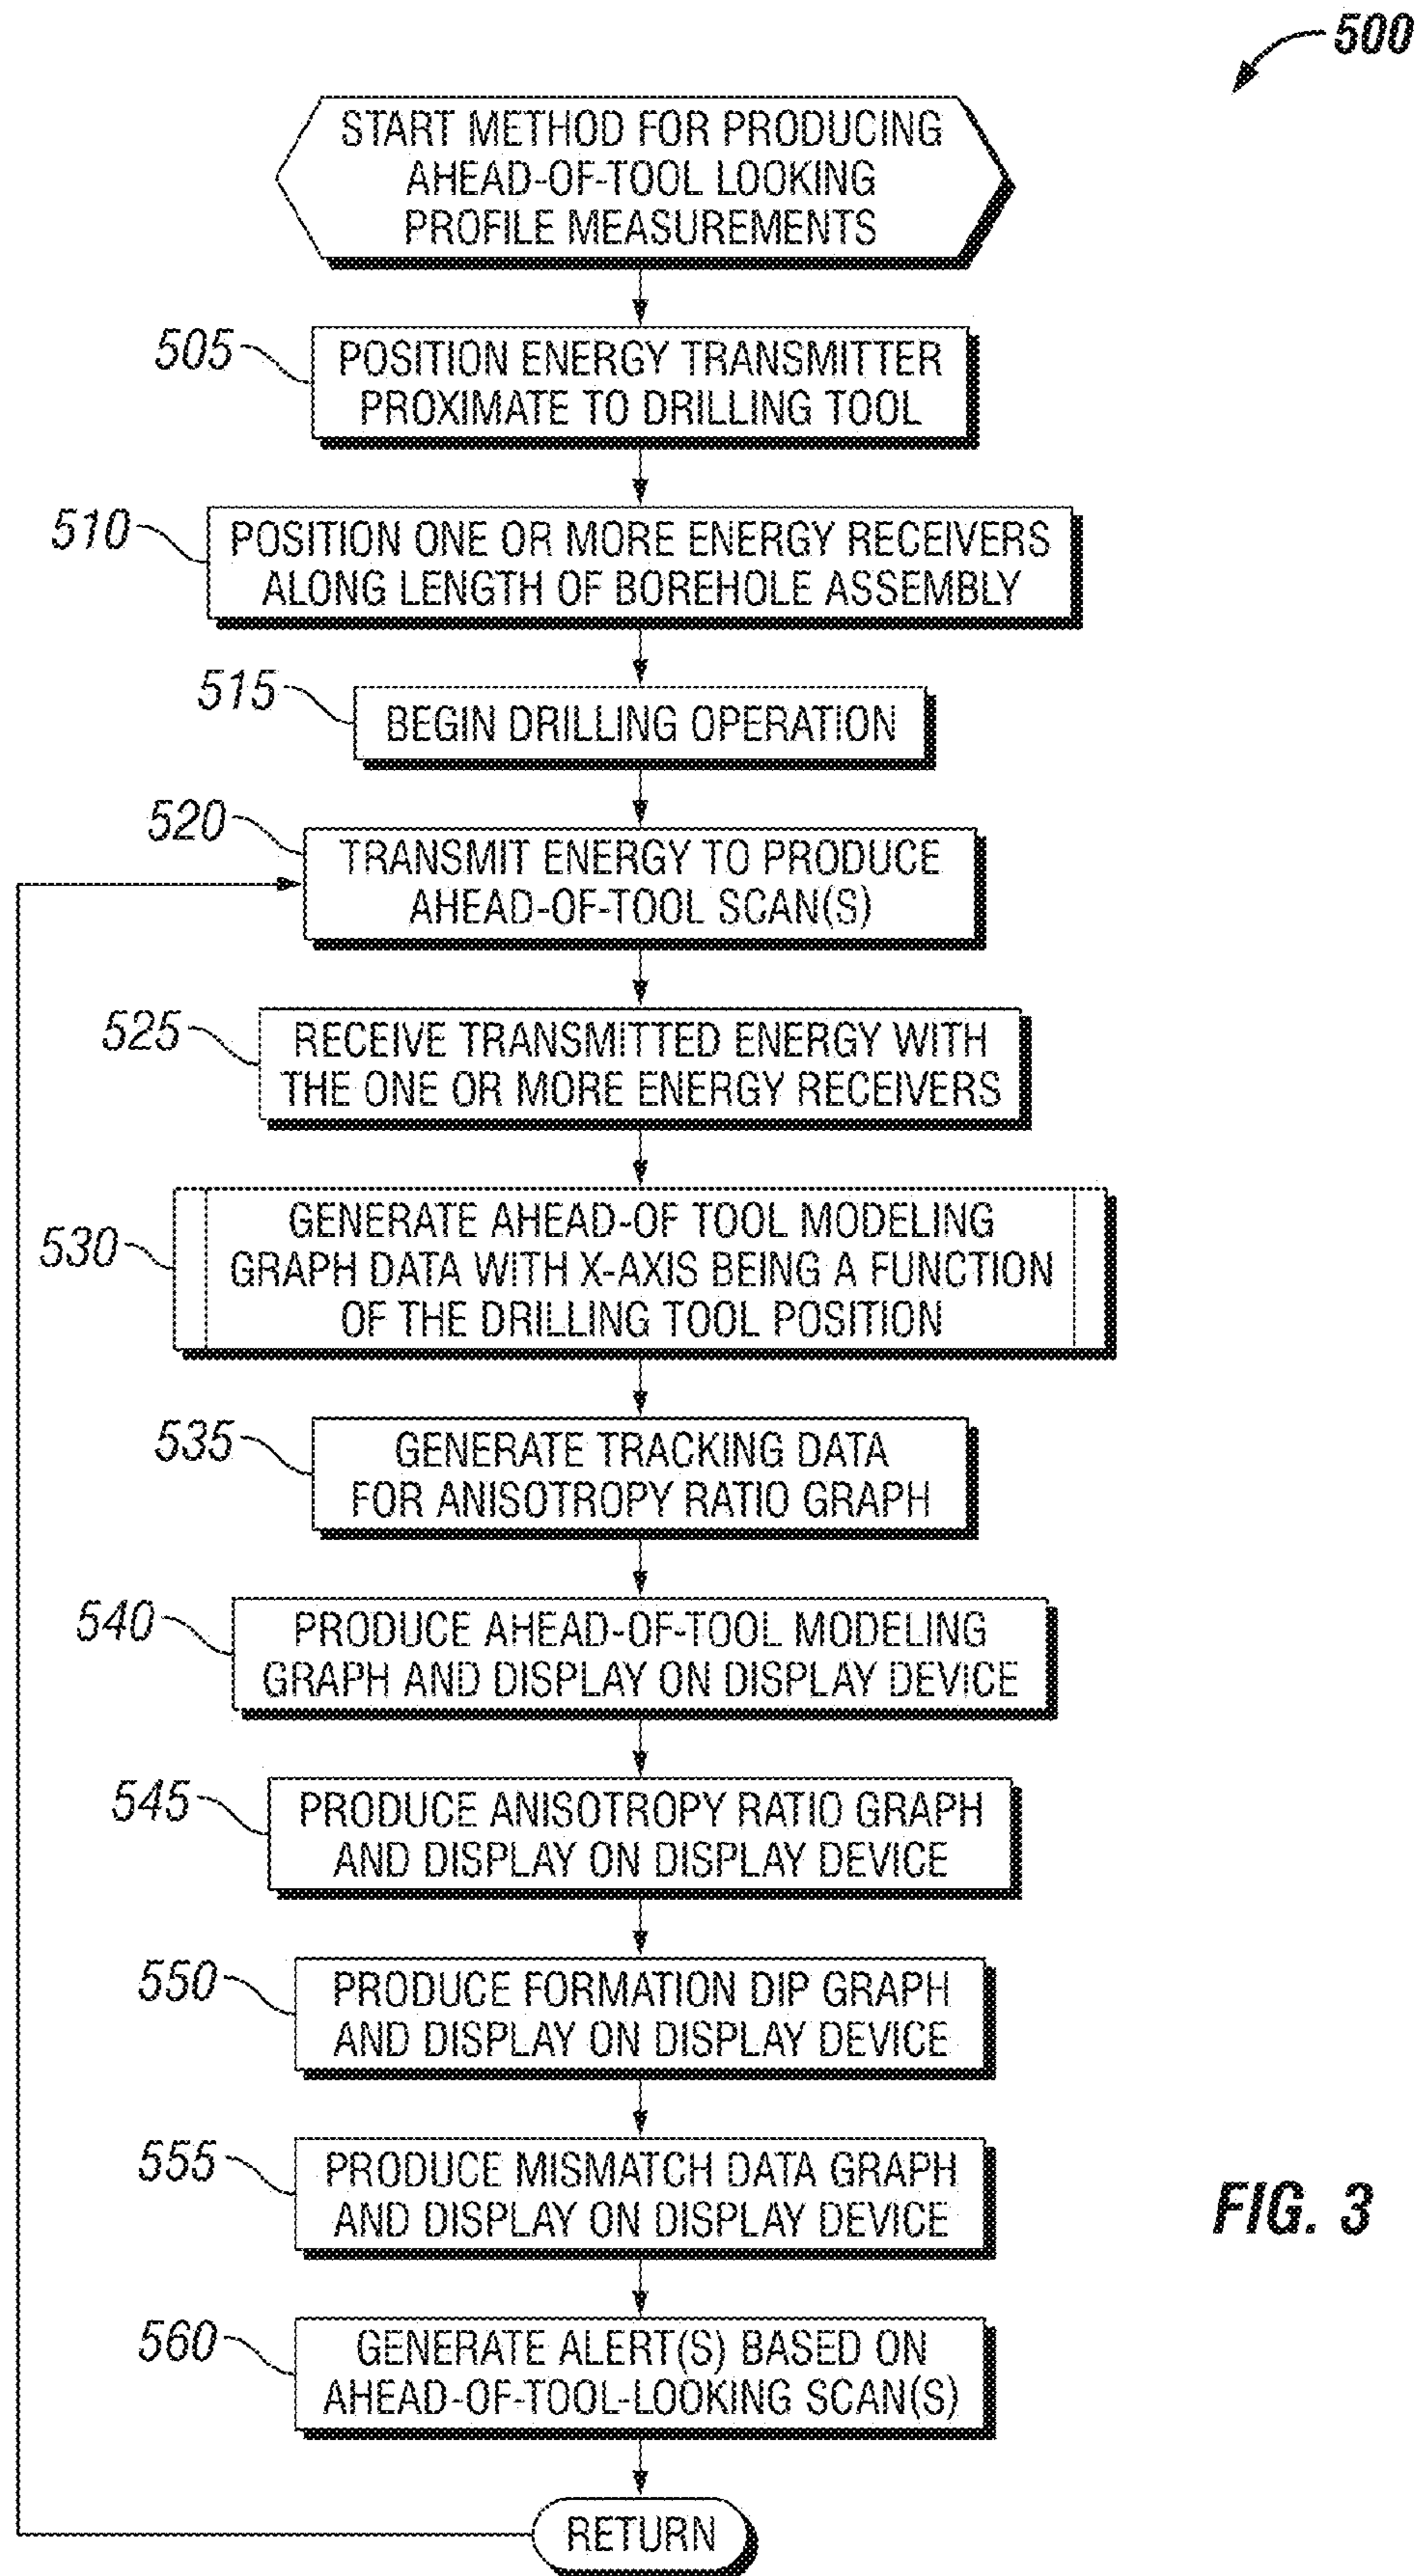 500
START METHOD FOR PRODUCING
AHEAD-OF-TOOL LOOKING
PROFILE MEASUREMENTS
505
POSITION ENERGY TRANSMITTER
PROXIMATE TO DRILLING TOOL
510
POSITION ONE OR MORE ENERGY RECEIVERS
ALONG LENGTH OF BOREHOLE ASSEMBLY
515
BEGIN DRILLING OPERATION
520
TRANSMIT ENERGY TO PRODUCE
AHEAD-OF-TOOL SCAN(S)
525
RECEIVE TRANSMITTED ENERGY WITH
THE ONE OR MORE ENERGY RECEIVERS
530
GENERATE AHEAD-OF TOOL MODELING
GRAPH DATA WITH X-AXIS BEING A FUNCTION
OF THE DRILLING TOOL POSITION
535
GENERATE TRACKING DATA
FOR ANISOTROPY RATIO GRAPH
540
PRODUCE AHEAD-OF-TOOL MODELING
GRAPH AND DISPLAY ON DISPLAY DEVICE
545
PRODUCE ANISOTROPY RATIO GRAPH
AND DISPLAY ON DISPLAY DEVICE
550
PRODUCE FORMATION DIP GRAPH
AND DISPLAY ON DISPLAY DEVICE
555
PRODUCE MISMATCH DATA GRAPH
AND DISPLAY ON DISPLAY DEVICE
FIG. 3
560
GENERATE ALERT(S) BASED ON
AHEAD-OF-TOOL-LOOKING SCAN(S)
RETURN